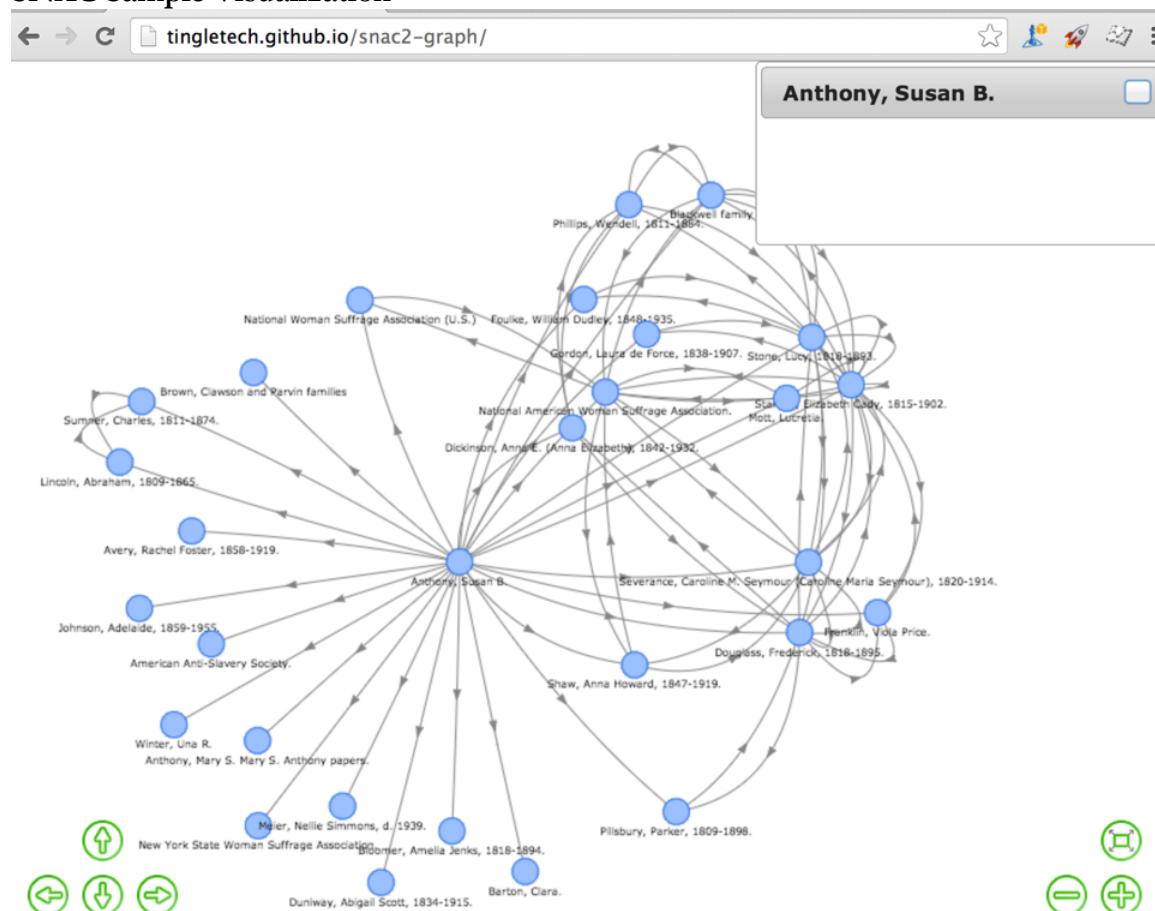 tingletech.github.io/snac2-graph/
Anthony, Susan B.
Blackwell family
Phillips, Wendell, 1811-1884.
National Woman Suffrage Association (U.S.)
Foulke, William Dudley, 1848-1935.
Gordon, Laura de Force, 1838-1907.
Stone, Lucy, 1818-1893.
Brown, Clawson and Parvin families
Sumner, Charles, 1811-1874.
National American Woman Suffrage Association.
Elizabeth Cady, 1815-1902.
Mott, Lucretia.
Dickinson, Anna E. (Anna Elizabeth), 1842-1932.
Lincoln, Abraham, 1809-1865.
Avery, Rachel Foster, 1858-1919.
Anthony, Susan B.
Severance, Caroline M. Seymour (Caroline Maria Seymour), 1820-1914.
Johnson, Adelaide, 1859-1955.
Franklin, Viola Price.
Douglass, Frederick, 1818-1895.
American Anti-Slavery Society.
Shaw, Anna Howard, 1847-1919.
Winter, Una R.
Anthony, Mary S. Mary S. Anthony papers.
Meier, Nellie Simmons, d. 1939.
Pillsbury, Parker, 1809-1898.
New York State Woman Suffrage Association.
Bloomer, Amelia Jenks, 1818-1894.
Barton, Clara.
Duniway, Abigail Scott, 1834-1915.